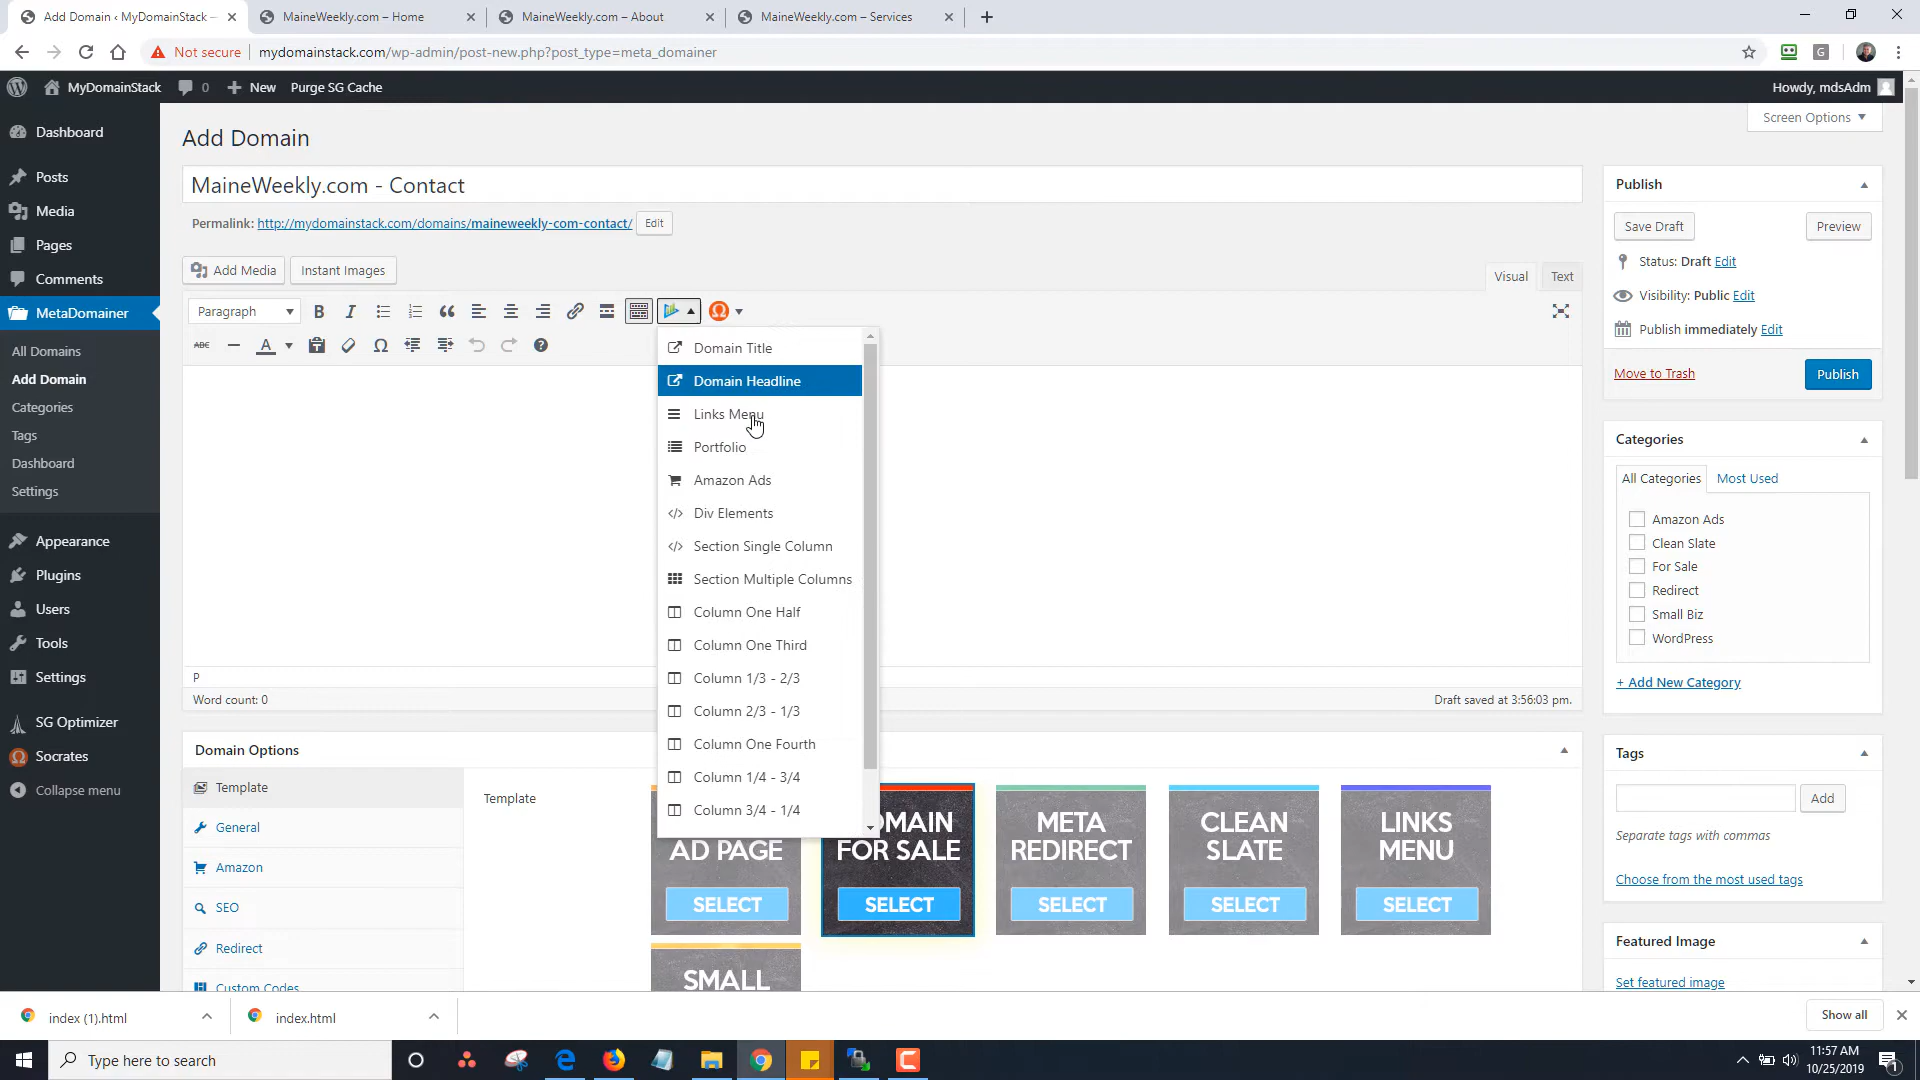 Add Domain ‹ MyDomainStack —
MaineWeekly.com – Home
MaineWeekly.com – About
MaineWeekly.com – Services
Not secure
mydomainstack.com/wp-admin/post-new.php?post_type=meta_domainer
MyDomainStack
0
New
Purge SG Cache
Howdy, mdsAdm
Screen Options
Dashboard
Posts
Media
Pages
Comments
MetaDomainer
All Domains
Add Domain
Categories
Tags
Dashboard
Settings
Appearance
Plugins
Users
Tools
Settings
SG Optimizer
Socrates
Collapse menu
Add Domain
MaineWeekly.com - Contact
Permalink: http://mydomainstack.com/domains/maineweekly-com-contact/
Edit
Add Media
Instant Images
Visual
Text
Paragraph
B
I
ABC
A
Domain Title
Domain Headline
Links Menu
Portfolio
Amazon Ads
Div Elements
Section Single Column
Section Multiple Columns
Column One Half
Column One Third
Column 1/3 - 2/3
Column 2/3 - 1/3
Column One Fourth
Column 1/4 - 3/4
Column 3/4 - 1/4
P
Word count: 0
Draft saved at 3:56:03 pm.
Domain Options
Template
General
Amazon
SEO
Redirect
Custom Codes
Template
AD PAGE
SELECT
FOR SALE
SELECT
META
REDIRECT
SELECT
CLEAN
SLATE
SELECT
LINKS
MENU
SELECT
SMALL
Publish
Save Draft
Preview
Status: Draft Edit
Visibility: Public Edit
Publish immediately Edit
Move to Trash
Publish
Categories
All Categories
Most Used
Amazon Ads
Clean Slate
For Sale
Redirect
Small Biz
WordPress
+ Add New Category
Tags
Add
Separate tags with commas
Choose from the most used tags
Featured Image
Set featured image
index (1).html
index.html
Show all
Type here to search
11:57 AM
10/25/2019
1